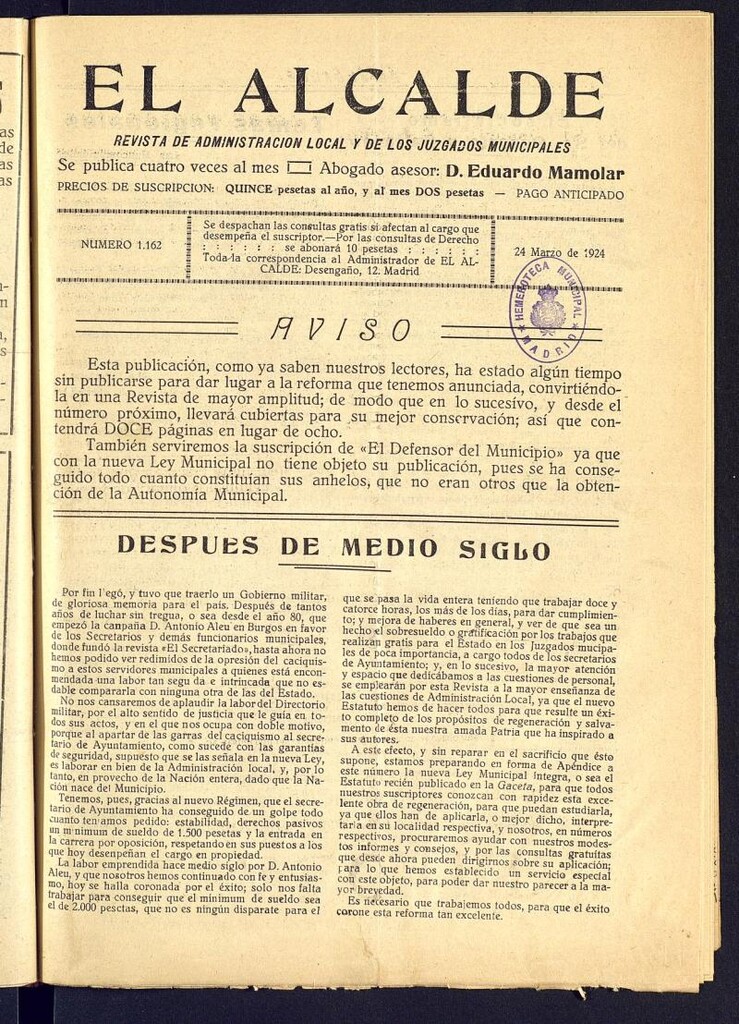 EL ALCALDE
REVISTA DE ADMINISTRACION LOCAL Y DE LOS JUZGADOS MUNICIPALES
Se publica cuatro veces al mes Abogado asesor: D. Eduardo Mamolar
PRECIOS DE SUSCRIPCION: QUINCE pesetas al año, y al mes DOS pesetas — PAGO ANTICIPADO
NUMERO 1.162
Se despachan las consultas gratis si afectan al cargo que
desempeña el suscriptor.—Por las consultas de Derecho
: : : : : : se abonará 10 pesetas : : : : : :
Toda la correspondencia al Administrador de EL AL-
CALDE: Desengaño, 12. Madrid
24 Marzo de 1924
HEMEROTECA MUNICIPAL
MADRID
AVISO
Esta publicación, como ya saben nuestros lectores, ha estado algún tiempo
sin publicarse para dar lugar a la reforma que tenemos anunciada, convirtiéndo-
la en una Revista de mayor amplitud; de modo que en lo sucesivo, y desde el
número próximo, llevará cubiertas para su mejor conservación; así que con-
tendrá DOCE páginas en lugar de ocho.
También serviremos la suscripción de «El Defensor del Municipio» ya que
con la nueva Ley Municipal no tiene objeto su publicación, pues se ha conse-
guido todo cuanto constituían sus anhelos, que no eran otros que la obten-
ción de la Autonomía Municipal.
DESPUES DE MEDIO SIGLO
Por fin l'egó, y tuvo que traerlo un Gobierno militar,
de gloriosa memoria para el país. Después de tantos
años de luchar sin tregua, o sea desde el año 80, que
empezó la campaña D. Antonio Aleu en Burgos en favor
de los Secretarios y demás funcionarios municipales,
donde fundó la revista «El Secretariado», hasta ahora no
hemos podido ver redimidos de la opresión del caciquis-
mo a estos servidores municipales a quienes está encon-
mendada una labor tan segu da e intrincada que no es-
dable compararla con ninguna otra de las del Estado.
No nos cansaremos de aplaudir la labor del Directorio
militar, por el alto sentido de justicia que le guía en to-
dos sus actos, y en el que nos ocupa con doble motivo,
porque al apartar de las garras del caciquismo al secre-
tario de Ayuntamiento, como sucede con las garantías
de seguridad, supuesto que se las señala en la nueva Ley,
es laborar en bien de la Administración local, y, por lo
tanto, en provecho de la Nación entera, dado que la Na-
ción nace del Municipio.
Tenemos, pues, gracias al nuevo Régimen, que el secre-
tario de Ayuntamiento ha conseguido de un golpe todo
cuanto teníamos pedido: estabilidad, derechos pasivos
un minimum de sueldo de 1.500 pesetas y la entrada en
la carrera por oposición, respetando en sus puestos a los
que hoy desempeñan el cargo en propiedad.
La labor emprendida hace medio siglo por D. Antonio
Aleu, y que nosotros hemos continuado con fe y entusias-
mo, hoy se halla coronada por el éxito; solo nos falta
trabajar para conseguir que el minimum de sueldo sea
el de 2.000 pesetas, que no es ningún disparate para el
que se pasa la vida entera teniendo que trabajar doce y
catorce horas, los más de los días, para dar cumplimien-
to; y mejora de haberes en general, y ver de que sea un
hecho el sobresueldo o gratificación por los trabajos que
realizan gratis para el Estado en los Juzgados mucipa-
les de poca importancia, a cargo todos de los secretarios
de Ayuntamiento; y, en lo sucesivo, la mayor atención
y espacio que dedicábamos a las cuestiones de personal,
se emplearán por esta Revista a la mayor enseñanza de
las cuestiones de Administración Local, ya que el nuevo
Estatuto hemos de hacer todos para que resulte un éxi-
to completo de los propósitos de regeneración y salva-
mento de ésta nuestra amada Patria que ha inspirado a
sus autores.
A este efecto, y sin reparar en el sacrificio que ésto
supone, estamos preparando en forma de Apéndice a
este número la nueva Ley Municipal íntegra, o sea el
Estatuto recién publicado en la Gaceta, para que todos
nuestros suscriptores conozcan con rapidez esta exce-
lente obra de regeneración, para que puedan estudiarla,
ya que ellos han de aplicarla, o mejor dicho, interpre-
tarla en su localidad respectiva, y nosotros, en números
respectivos, procuraremos ayudar con nuestros modes-
tos informes y consejos, y por las consultas gratuitas
que desde ahora pueden dirigirnos sobre su aplicación;
para lo que hemos establecido un servicio especial
con este objeto, para poder dar nuestro parecer a la ma-
yor brevedad.
Es necesario que trabajemos todos, para que el éxito
corone esta reforma tan excelente.